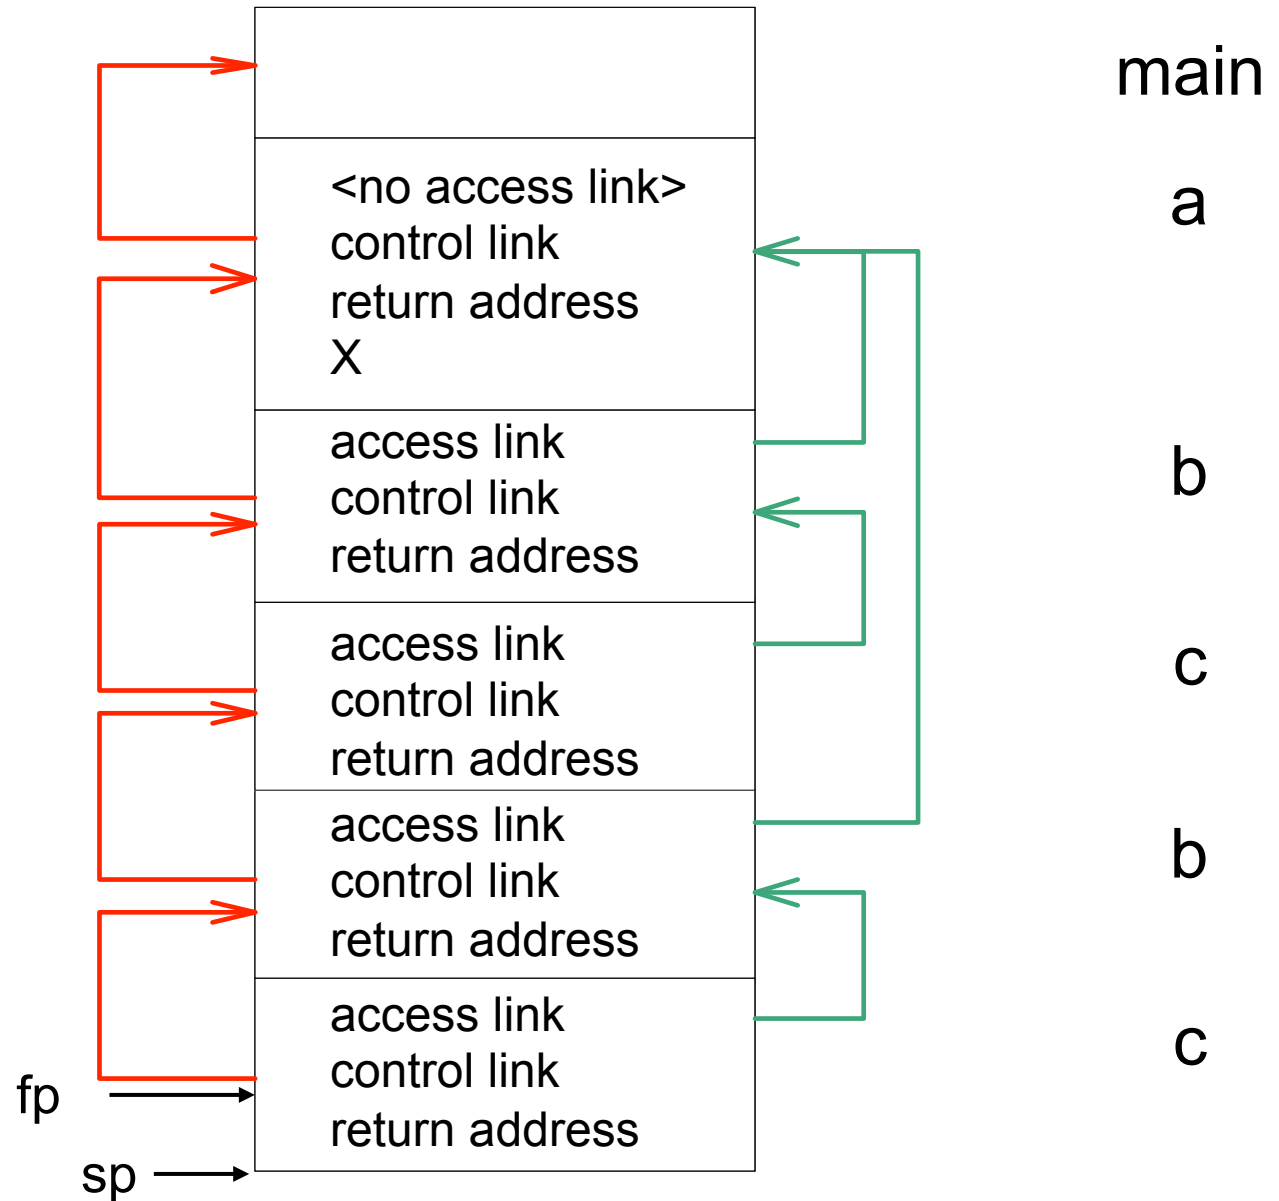 main
<no access link>
control link
return address
X
a
access link
control link
return address
b
access link
control link
return address
c
access link
control link
return address
b
access link
control link
return address
c
fp
sp